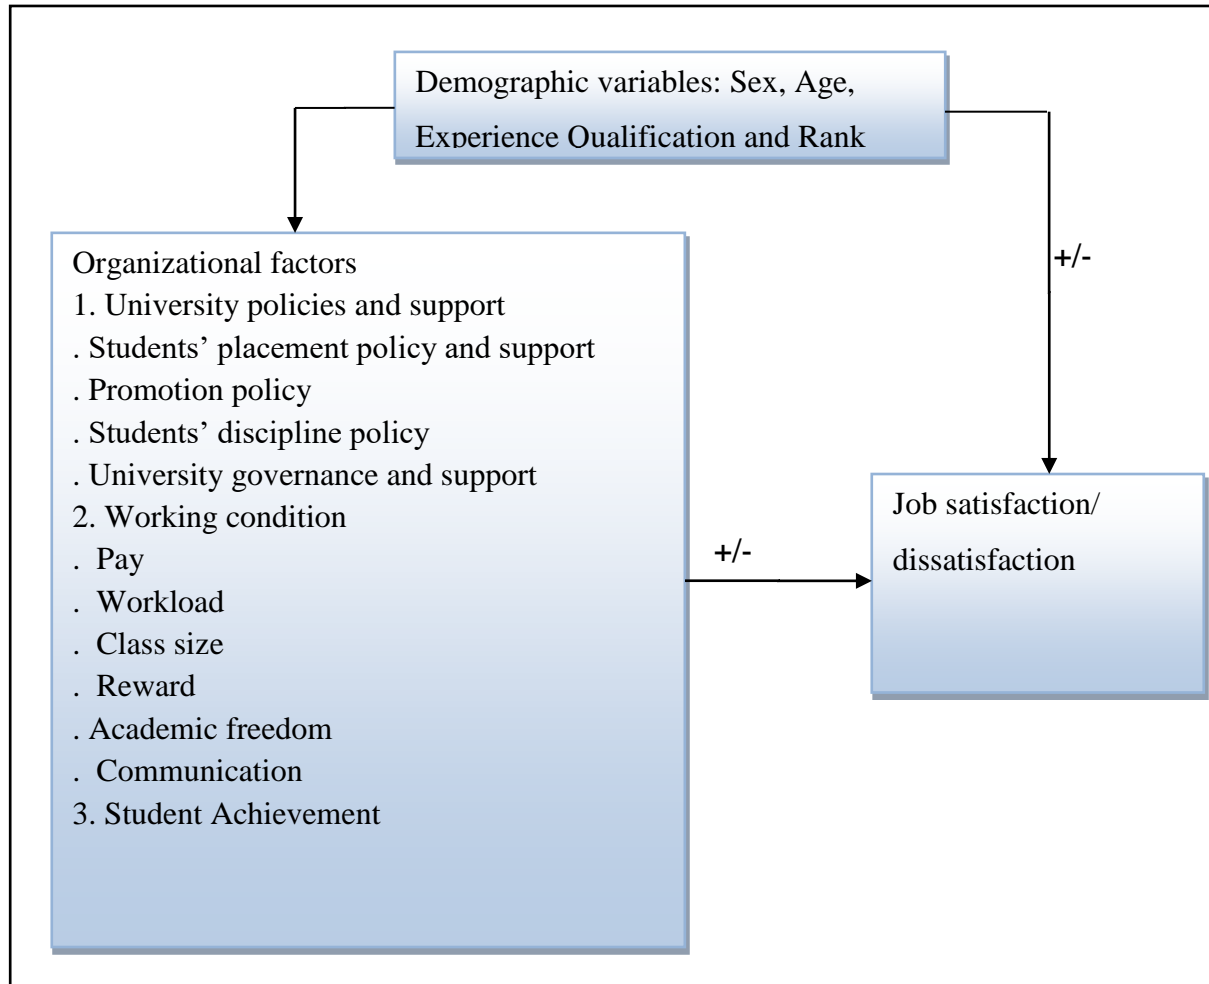 Demographic variables: Sex, Age,
Experience Qualification and Rank
+/-
Organizational factors
1. University policies and support
. Students’ placement policy and support
. Promotion policy
. Students’ discipline policy
. University governance and support
2. Working condition
. Pay
. Workload
. Class size
. Reward
. Academic freedom
. Communication
3. Student Achievement
+/-
Job satisfaction/
dissatisfaction